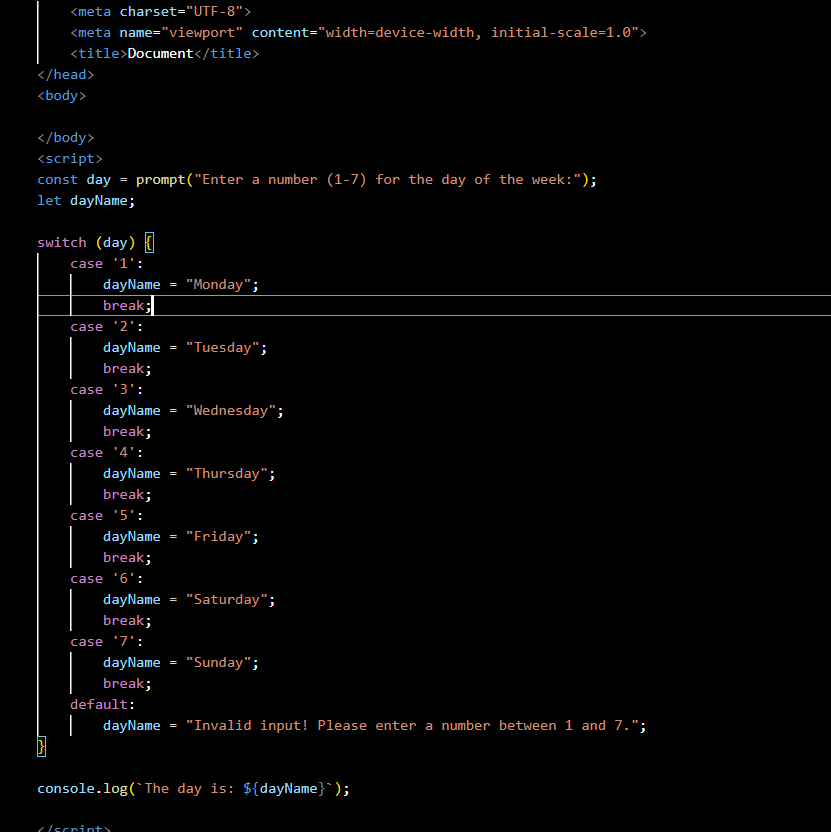 <meta charset="UTF-8">
<meta name="viewport" content="width=device-width, initial-scale=1.0">
<title>Document</title>
</head>
<body>

</body>
<script>
const day = prompt("Enter a number (1-7) for the day of the week:");
let dayName;

switch (day) {
    case '1':
        dayName = "Monday";
        break;
    case '2':
        dayName = "Tuesday";
        break;
    case '3':
        dayName = "Wednesday";
        break;
    case '4':
        dayName = "Thursday";
        break;
    case '5':
        dayName = "Friday";
        break;
    case '6':
        dayName = "Saturday";
        break;
    case '7':
        dayName = "Sunday";
        break;
    default:
        dayName = "Invalid input! Please enter a number between 1 and 7.";
}

console.log(`The day is: ${dayName}`);

</script>